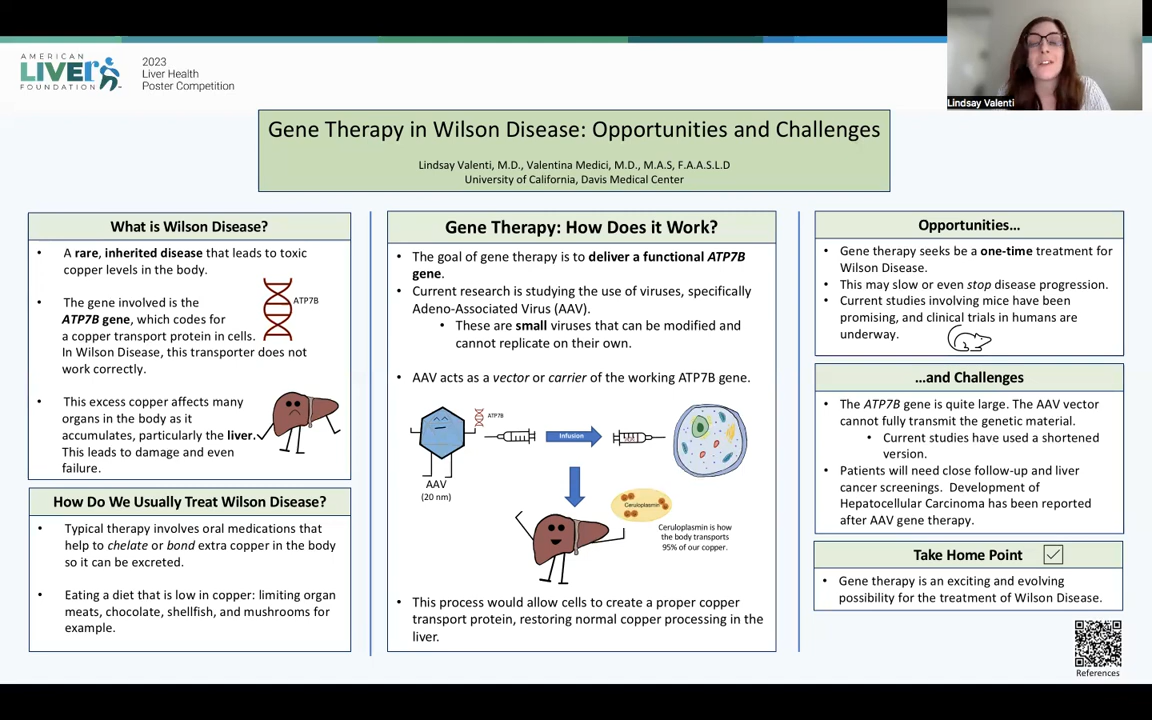 AMERICAN
LIVER
FOUNDATION
2023
Liver Health
Poster Competition
Lindsay Valenti
Gene Therapy in Wilson Disease: Opportunities and Challenges
Lindsay Valenti, M.D., Valentina Medici, M.D., M.A.S, F.A.A.S.L.D
University of California, Davis Medical Center
What is Wilson Disease?
• A rare, inherited disease that leads to toxic
copper levels in the body.
• The gene involved is the
ATP7B gene, which codes for
a copper transport protein in cells.
In Wilson Disease, this transporter does not
work correctly.
ATP7B
• This excess copper affects many
organs in the body as it
accumulates, particularly the liver.
This leads to damage and even
failure.
How Do We Usually Treat Wilson Disease?
• Typical therapy involves oral medications that
help to chelate or bond extra copper in the body
so it can be excreted.
• Eating a diet that is low in copper: limiting organ
meats, chocolate, shellfish, and mushrooms for
example.
Gene Therapy: How Does it Work?
• The goal of gene therapy is to deliver a functional ATP7B
gene.
• Current research is studying the use of viruses, specifically
Adeno-Associated Virus (AAV).
• These are small viruses that can be modified and
cannot replicate on their own.
• AAV acts as a vector or carrier of the working ATP7B gene.
ATP7B
Infusion
AAV
(20 nm)
Ceruloplasmin
Ceruloplasmin is how
the body transports
95% of our copper.
• This process would allow cells to create a proper copper
transport protein, restoring normal copper processing in the
liver.
Opportunities…
• Gene therapy seeks be a one-time treatment for
Wilson Disease.
• This may slow or even stop disease progression.
• Current studies involving mice have been
promising, and clinical trials in humans are
underway.
…and Challenges
• The ATP7B gene is quite large. The AAV vector
cannot fully transmit the genetic material.
• Current studies have used a shortened
version.
• Patients will need close follow-up and liver
cancer screenings. Development of
Hepatocellular Carcinoma has been reported
after AAV gene therapy.
Take Home Point
• Gene therapy is an exciting and evolving
possibility for the treatment of Wilson Disease.
References